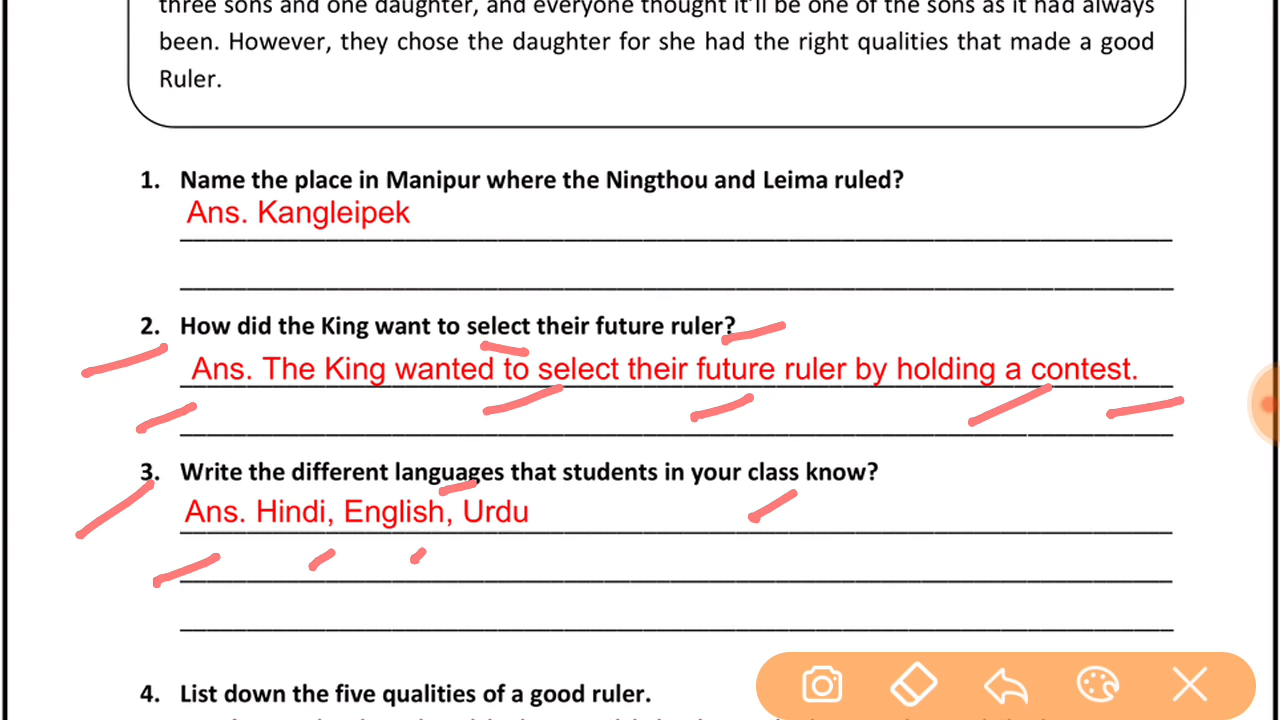 three sons and one daughter, and everyone thought it'll be one of the sons as it had always
been. However, they chose the daughter for she had the right qualities that made a good
Ruler.
1. Name the place in Manipur where the Ningthou and Leima ruled?
Ans. Kangleipek
2. How did the King want to select their future ruler?
Ans. The King wanted to select their future ruler by holding a contest.
3. Write the different languages that students in your class know?
Ans. Hindi, English, Urdu
4. List down the five qualities of a good ruler.